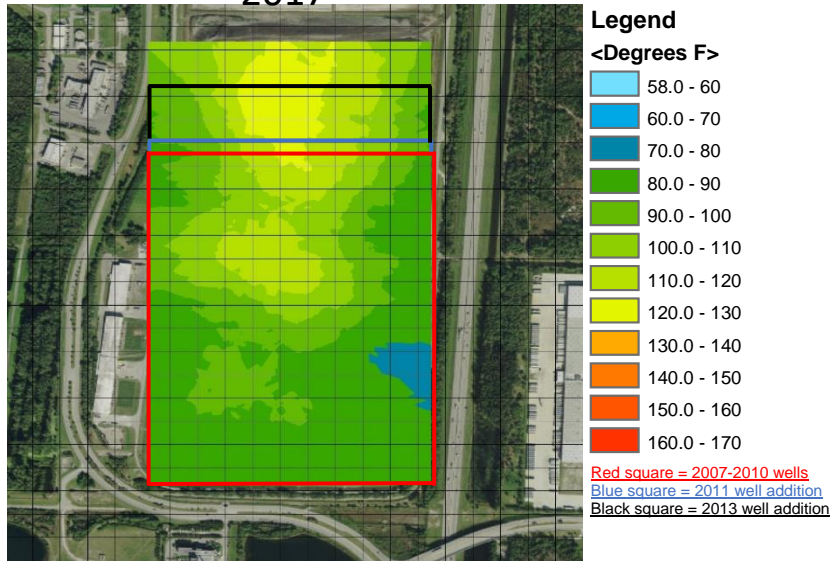 2017
Legend
<Degrees F>
58.0 - 60
60.0 - 70
70.0 - 80
80.0 - 90
90.0 - 100
100.0 - 110
110.0 - 120
120.0 - 130
130.0 - 140
140.0 - 150
150.0 - 160
160.0 - 170
Red square = 2007-2010 wells
Blue square = 2011 well addition
Black square = 2013 well addition